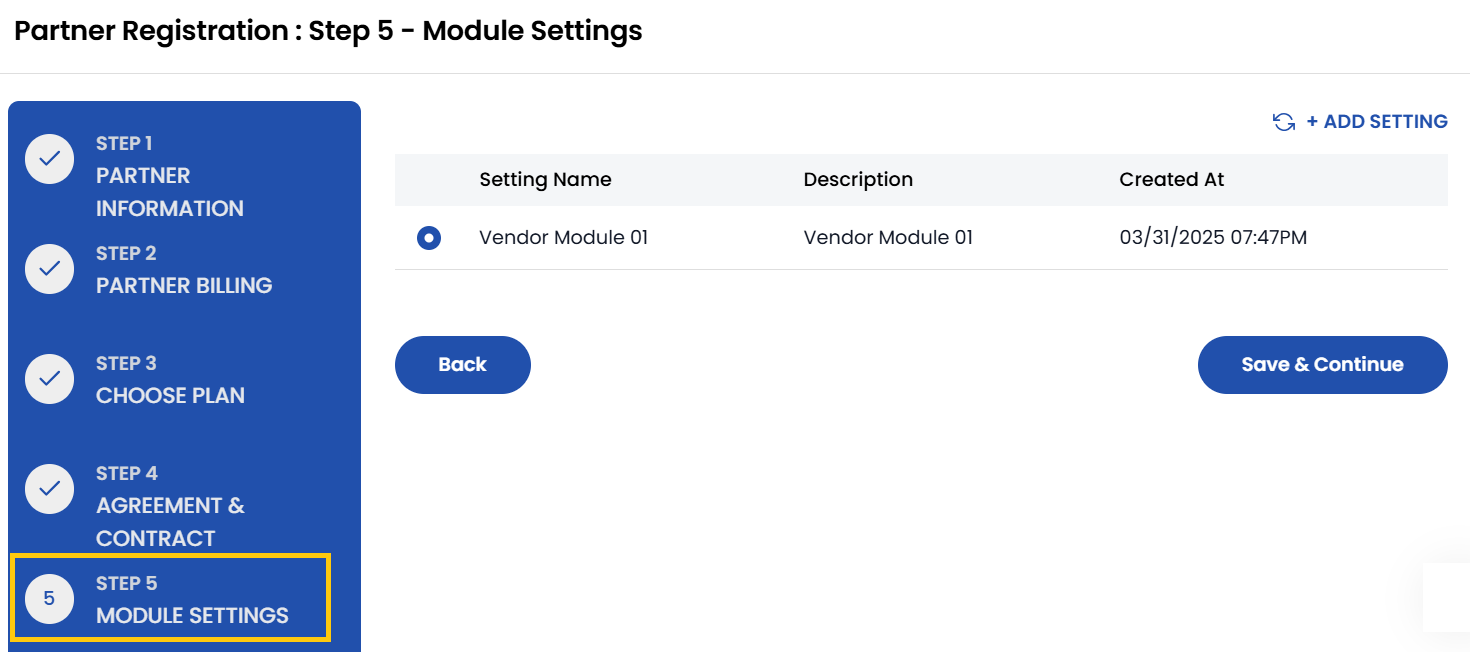 Partner Registration : Step 5 - Module Settings
STEP 1
PARTNER
INFORMATION
STEP 2
PARTNER BILLING
STEP 3
CHOOSE PLAN
STEP 4
AGREEMENT &
CONTRACT
5
STEP 5
MODULE SETTINGS
+ ADD SETTING
Setting Name Description Created At
Vendor Module 01 Vendor Module 01 03/31/2025 07:47PM
Back Save & Continue